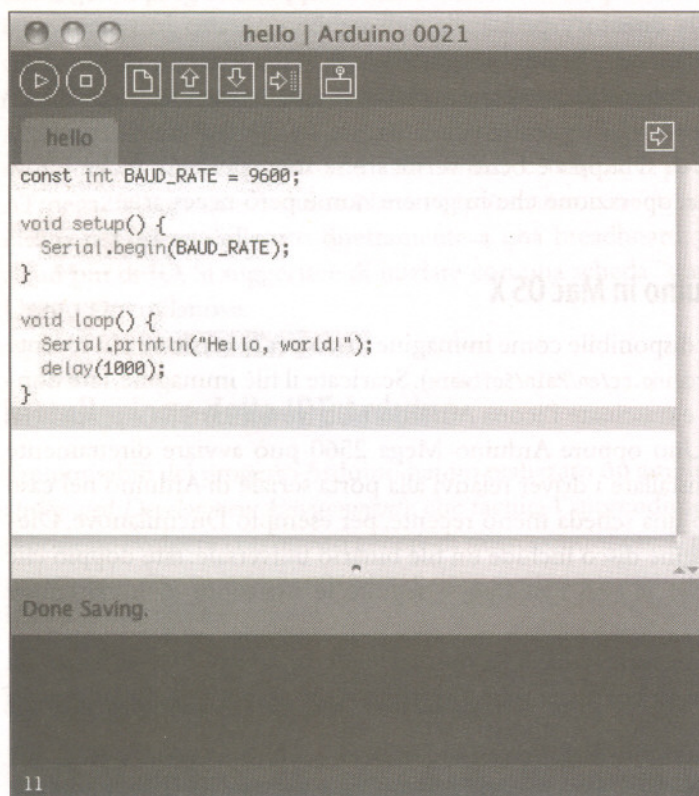 hello | Arduino 0021
hello
const int BAUD_RATE = 9600;
void setup() {
Serial.begin(BAUD_RATE);
}
void loop() {
Serial.println("Hello, world!");
delay(1000);
}
Done Saving.
11